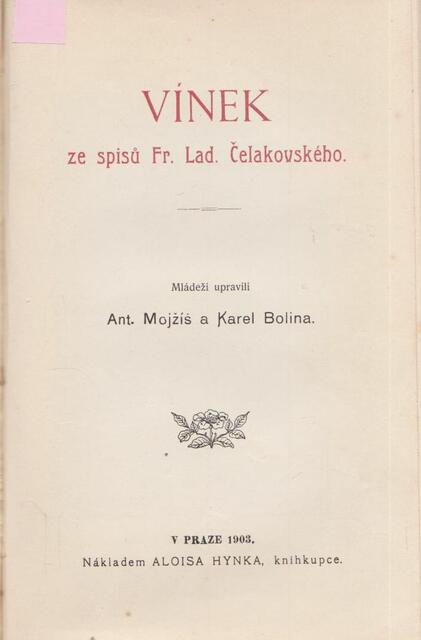 VÍNEK
ze spisů Fr. Lad. Čelakovského.
Mládeži upravili
Ant. Mojžíš a Karel Bolina.
V PRAZE 1903.
Nákladem ALOISA HYNKA, knihkupce.